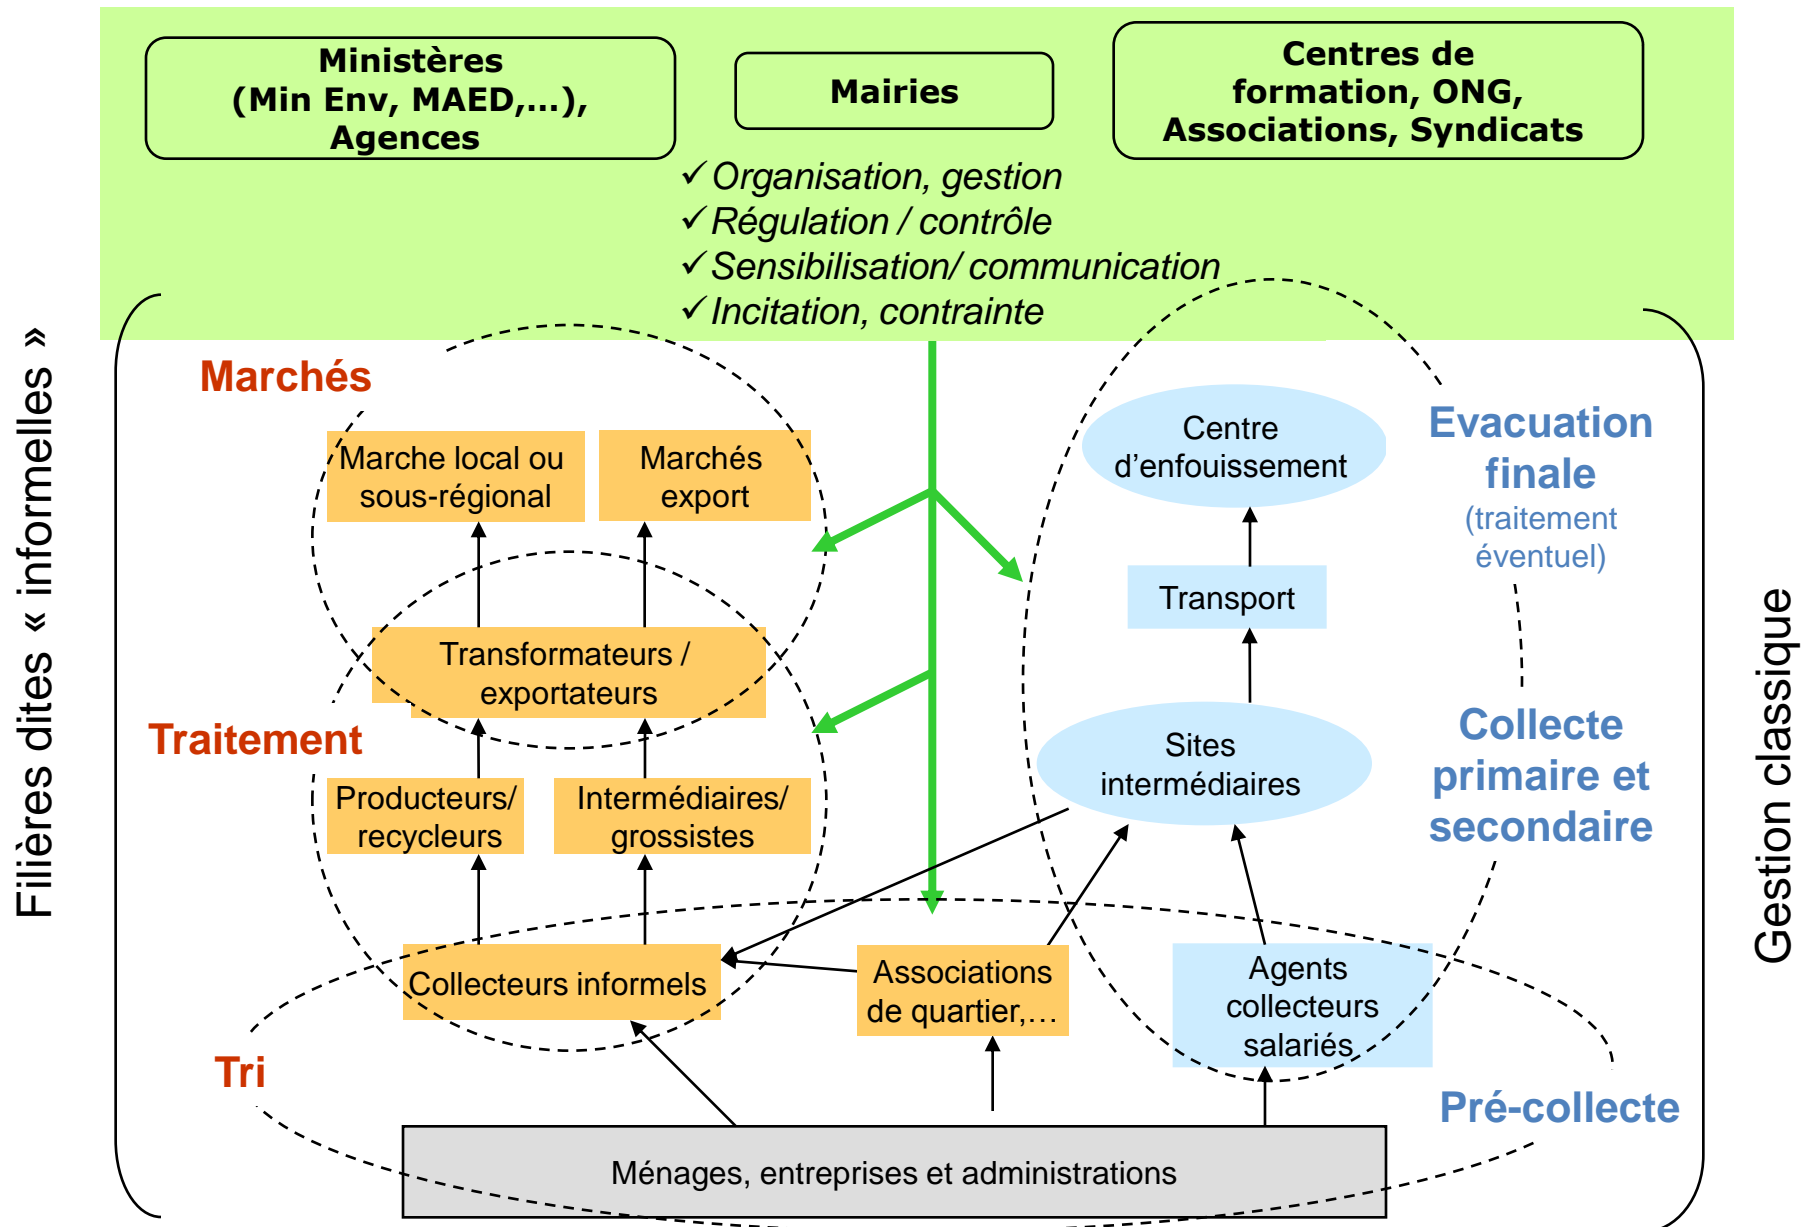 Ministères
(Min Env, MAED,...),
Agences
Mairies
Centres de
formation, ONG,
Associations, Syndicats
✓Organisation, gestion
✓Régulation / contrôle
✓Sensibilisation/ communication
✓Incitation, contrainte
Filières dites « informelles »
Marchés
Marche local ou
sous-régional
Marchés
export
Transformateurs /
exportateurs
Traitement
Producteurs/
recycleurs
Intermédiaires/
grossistes
Collecteurs informels
Associations
de quartier,…
Tri
Centre
d’enfouissement
Transport
Sites
intermédiaires
Agents
collecteurs
salariés
Evacuation
finale
(traitement
éventuel)
Collecte
primaire et
secondaire
Pré-collecte
Gestion classique
Ménages, entreprises et administrations